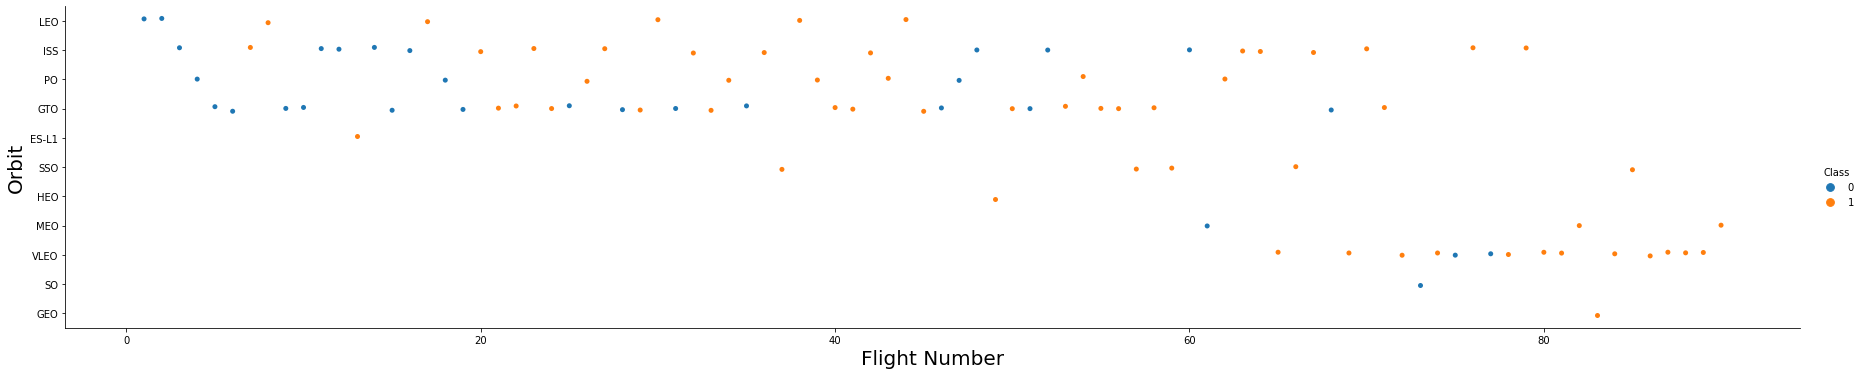 LEO
ISS
PO
GTO
ES-L1
SSO
HEO
MEO
VLEO
SO
GEO
Orbit
0 20 40 60 80
Flight Number
Class
0
1